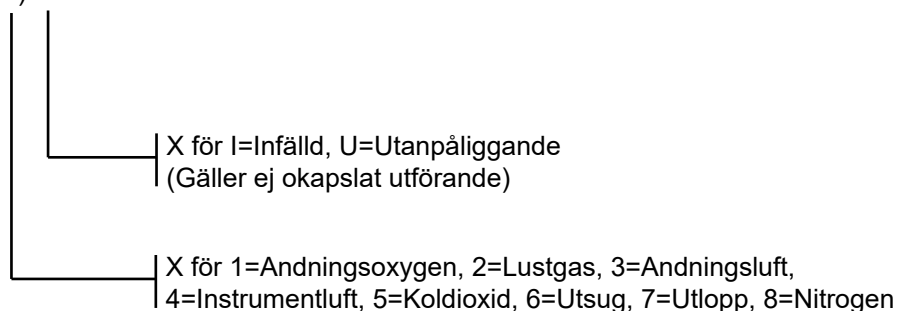 X för I=Infälld, U=Utanpåliggande
(Gäller ej okapslat utförande)
X för 1=Andningsoxygen, 2=Lustgas, 3=Andningsluft,
4=Instrumentluft, 5=Koldioxid, 6=Utsug, 7=Utlopp, 8=Nitrogen